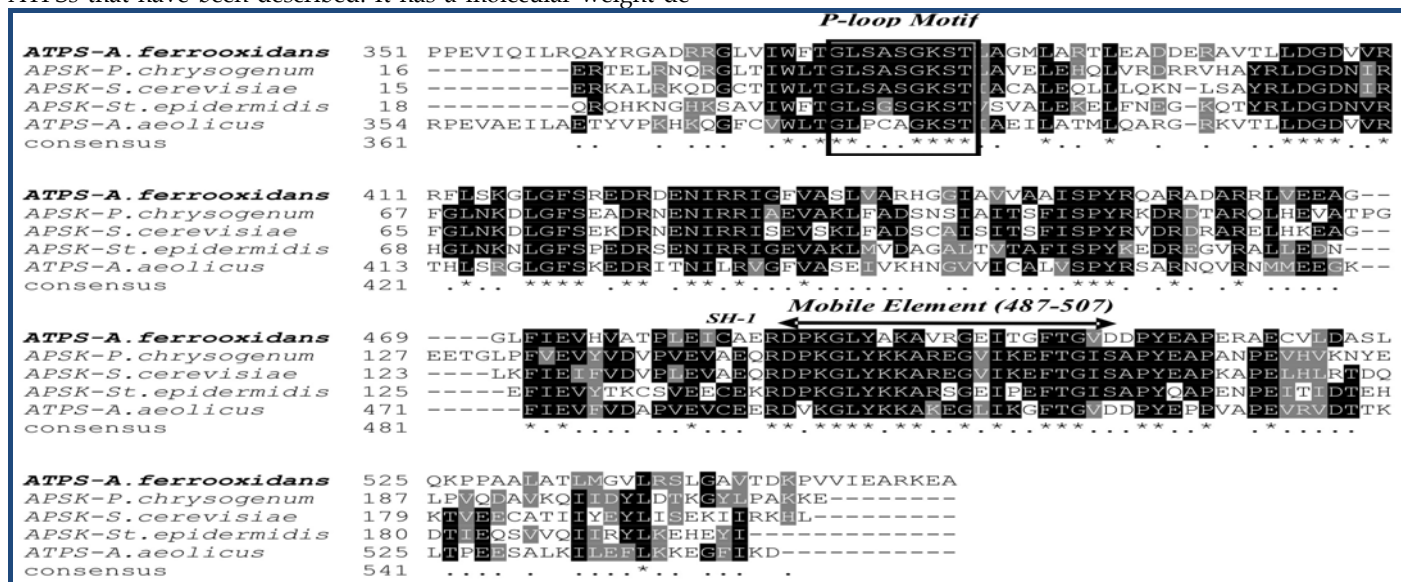 ATPSs that have been described. It has a molecular weight de-
P-loop Motif
ATPS-A.ferrooxidans 351 PPEVIQILRQAYRGADRRGLVIWFTGLSASGKSTLAGMLARTLEADDERAVTLLDGDVVR
APSK-P.chrysogenum 16 ---------ERTELRNQRGLTIWLTGLSASGKSTLAVELEHQLVRDRRVHAYRLDGDNIR
APSK-S.cerevisiae 15 ---------ERKALRKQDGCTIWLTGLSASGKSTIACALEQLLLQKN-LSAYRLDGDNIR
APSK-St.epidermidis 18 ---------QRQHKNGHKSAVIWFTGLSGSGKSTVSVALEKELFNEG-KQTYRLDGDNVR
ATPS-A.aeolicus 354 RPEVAEILAETYVPKHKQGFCVWLTGLPCAGKSTIAEILATMLQARG-RKVTLLDGDVVR
consensus 361
ATPS-A.ferrooxidans 411 RFLSKGLGFSREDRDENIRRIGFVASLVARHGGIAVVAAISPYRQARADARRLVEEAG--
APSK-P.chrysogenum 67 FGLNKDLGFSEADRNENIRRIAEVAKLFADSNSIAITSFISPYRKDRDTARQLHEVATPG
APSK-S.cerevisiae 65 FGLNKDLGFSEKDRNENIRRISEVSKLFADSCAISITSFISPYRVDRDRARELHKEAG--
APSK-St.epidermidis 68 HGLNKNLGFSPEDRSENIRRIGEVAKLMVDAGALTVTAFISPYKEDREGVRALLEDN---
ATPS-A.aeolicus 413 THLSRGLGFSKEDRITNILRVGFVASEIVKHNGVVICALVSPYRSARNQVRNMMEEGK--
consensus 421
SH-1 Mobile Element (487-507)
ATPS-A.ferrooxidans 469 ----GLFIEVHVATPLEICAERDPKGLYAKAVRGEITGFTGVDDPYEAPERAECVLDASL
APSK-P.chrysogenum 127 EETGLPFVEVYVDVPVEVAEQRDPKGLYKKAREGVIKEFTGISAPYEAPANPEVHVKNYE
APSK-S.cerevisiae 123 ----LKFIEIFVDVPLEVAEQRDPKGLYKKAREGVIKEFTGISAPYEAPKAPELHLRTDQ
APSK-St.epidermidis 125 -----EFIEVYTKCSVEECEKRDPKGLYKKARSGEIPEFTGISAPYQAPENPEITIDTEH
ATPS-A.aeolicus 471 ------FIEVFVDAPVEVCEERDVKGLYKKAKEGLIKGFTGVDDPYEPPVAPEVRVDTTK
consensus 481
ATPS-A.ferrooxidans 525 QKPPAALATLMGVLRSLGAVTDKPVVIEARKEA
APSK-P.chrysogenum 187 LPVQDAVKQIIDYLDTKGYLPAKKE--------
APSK-S.cerevisiae 179 KTVEECATIIYEYLISEKIIRKHL---------
APSK-St.epidermidis 180 DTIEQSVVQIIRYLKEHEYI-------------
ATPS-A.aeolicus 525 LTPEESALKILEFLKKEGFIKD-----------
consensus 541